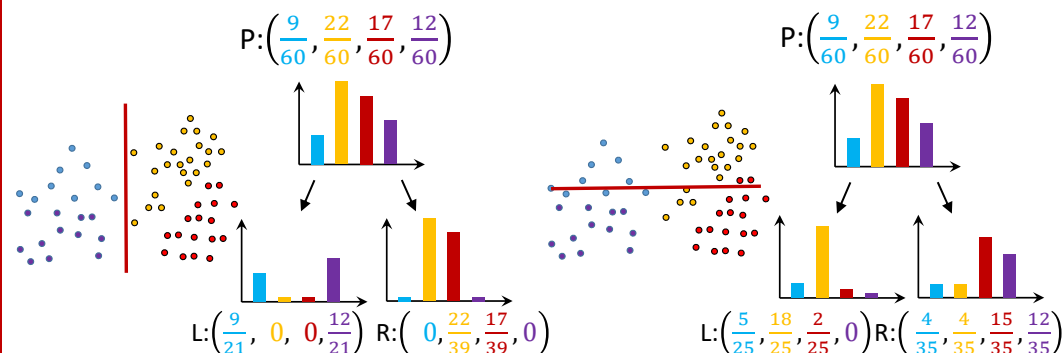 P:(9/60, 22/60, 17/60, 12/60)
L:(9/21, 0, 0, 12/21) R:(0, 22/39, 17/39, 0)
P:(9/60, 22/60, 17/60, 12/60)
L:(5/25, 18/25, 2/25, 0) R:(4/35, 4/35, 15/35, 12/35)